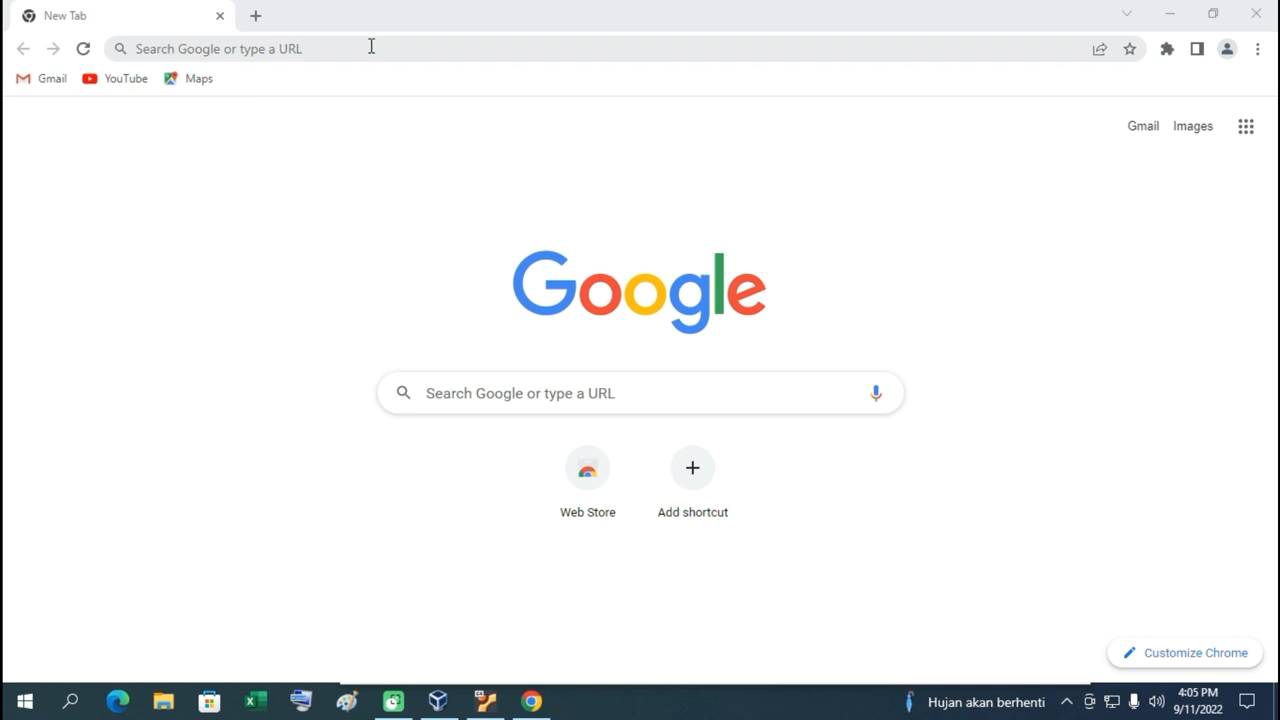 New Tab
Search Google or type a URL
Gmail YouTube Maps
Gmail Images
Google
Search Google or type a URL
Web Store Add shortcut
Customize Chrome
Hujan akan berhenti
4:05 PM
9/11/2022